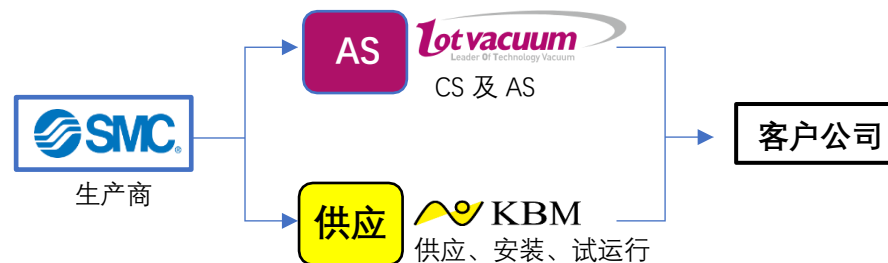 AS
Lotvacuum
Leader Of Technology Vacuum
CS 及 AS
SMC.
生产商
客户公司
供应
KBM
供应、安装、试运行